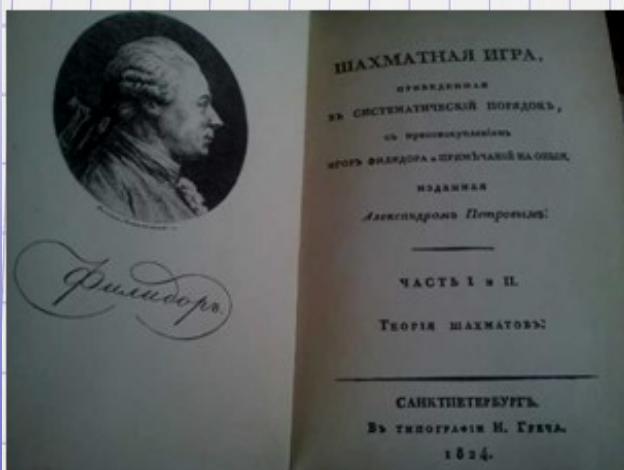 Филидоръ.
ШАХМАТНАЯ ИГРА,
ПРИВЕДЕННАЯ
ВЪ СИСТЕМАТИЧЕСКІЙ ПОРЯДОКЪ,
съ присовокупленіемъ
ИГОРЪ ФИЛИДОРА и ПРИМѢЧАНІЙ НА ОНЫЯ,
ИЗДАННАЯ
Александромъ Петровымъ:
ЧАСТЬ I и II.
ТЕОРІЯ ШАХМАТОВЪ:
САНКТПЕТЕРБУРГЪ.
Въ типографіи Н. Греча.
1824.